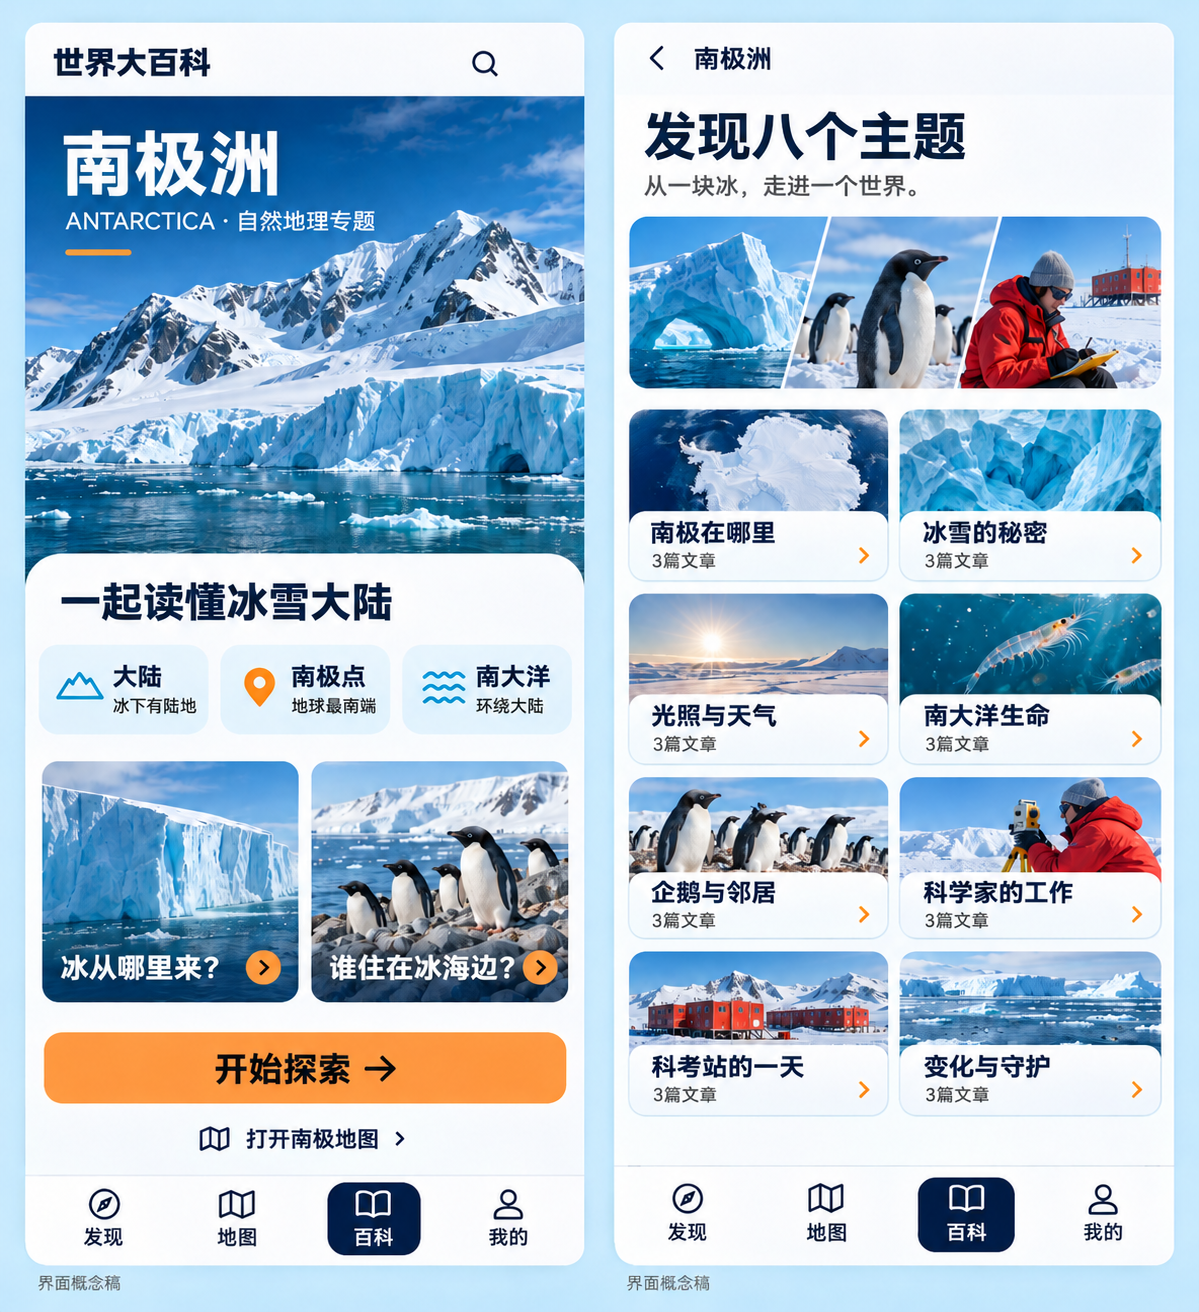 世界大百科
南极洲
ANTARCTICA · 自然地理专题
一起读懂冰雪大陆
大陆
冰下有陆地
南极点
地球最南端
南大洋
环绕大陆
冰从哪里来？
谁住在冰海边？
开始探索 →
打开南极地图 >
发现
地图
百科
我的
界面概念稿
南极洲
发现八个主题
从一块冰，走进一个世界。
南极在哪里
3篇文章
冰雪的秘密
3篇文章
光照与天气
3篇文章
南大洋生命
3篇文章
企鹅与邻居
3篇文章
科学家的工作
3篇文章
科考站的一天
3篇文章
变化与守护
3篇文章
发现
地图
百科
我的
界面概念稿